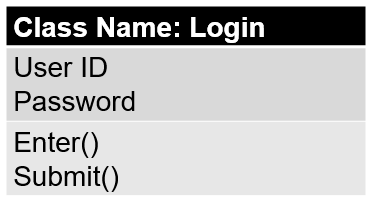 Class Name: Login
User ID
Password
Enter()
Submit()